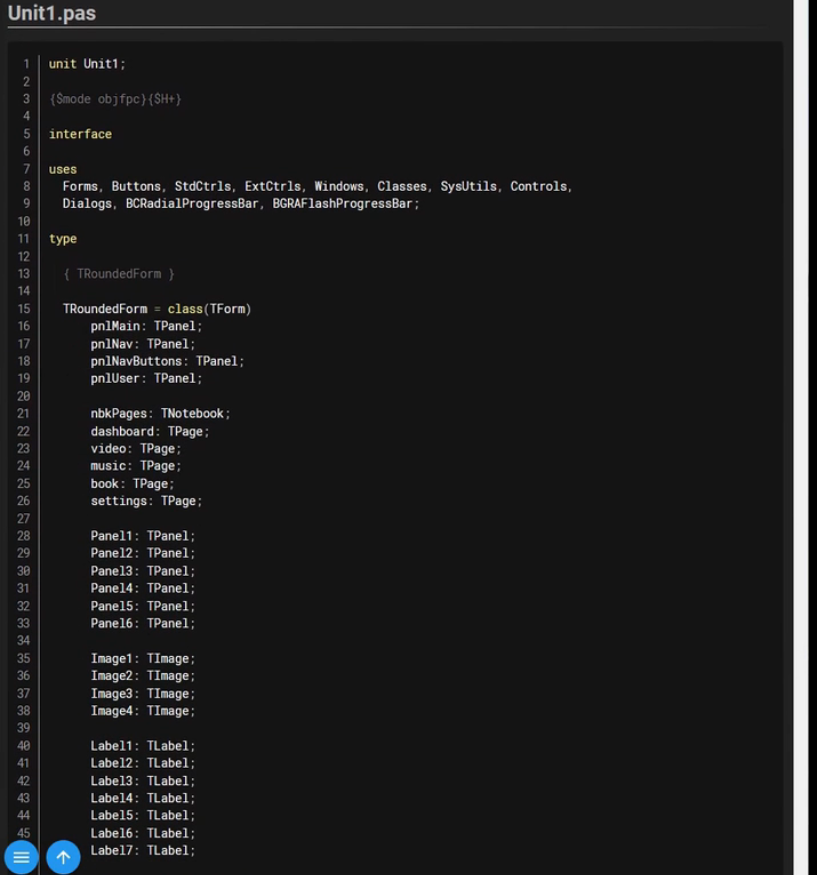 Unit1.pas
1 unit Unit1;
2
3 {$mode objfpc}{$H+}
4
5 interface
6
7 uses
8 Forms, Buttons, StdCtrls, ExtCtrls, Windows, Classes, SysUtils, Controls,
9 Dialogs, BCRadialProgressBar, BGRAFlashProgressBar;
10
11 type
12
13 { TRoundedForm }
14
15 TRoundedForm = class(TForm)
16 pnlMain: TPanel;
17 pnlNav: TPanel;
18 pnlNavButtons: TPanel;
19 pnlUser: TPanel;
20
21 nbkPages: TNotebook;
22 dashboard: TPage;
23 video: TPage;
24 music: TPage;
25 book: TPage;
26 settings: TPage;
27
28 Panel1: TPanel;
29 Panel2: TPanel;
30 Panel3: TPanel;
31 Panel4: TPanel;
32 Panel5: TPanel;
33 Panel6: TPanel;
34
35 Image1: TImage;
36 Image2: TImage;
37 Image3: TImage;
38 Image4: TImage;
39
40 Label1: TLabel;
41 Label2: TLabel;
42 Label3: TLabel;
43 Label4: TLabel;
44 Label5: TLabel;
45 Label6: TLabel;
Label7: TLabel;